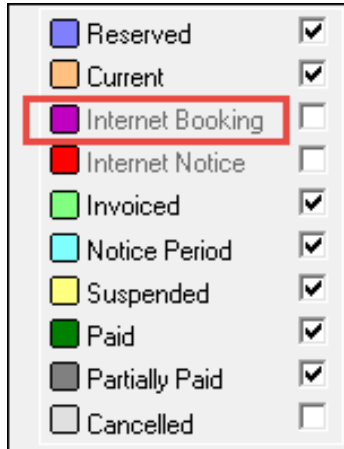 Reserved
Current
Internet Booking
Internet Notice
Invoiced
Notice Period
Suspended
Paid
Partially Paid
Cancelled